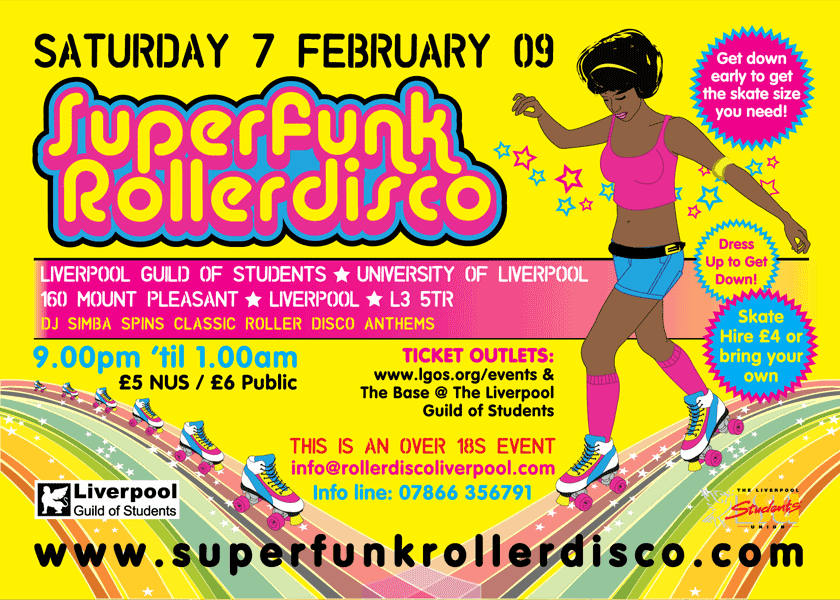 SATURDAY 7 FEBRUARY 09
Get down
early to get
the skate size
you need!
SuperFunk
Rollerdisco
Dress
Up to Get
Down!
LIVERPOOL GUILD OF STUDENTS ★ UNIVERSITY OF LIVERPOOL
160 MOUNT PLEASANT ★ LIVERPOOL ★ L3 5TR
DJ SIMBA SPINS CLASSIC ROLLER DISCO ANTHEMS
Skate
Hire £4 or
bring your
own
9.00pm ‘til 1.00am
£5 NUS / £6 Public
TICKET OUTLETS:
www.lgos.org/events &
The Base @ The Liverpool
Guild of Students
THIS IS AN OVER 18S EVENT
info@rollerdiscoliverpool.com
Info line: 07866 356791
Liverpool
Guild of Students
THE LIVERPOOL
Students
UNION
www.superfunkrollerdisco.com